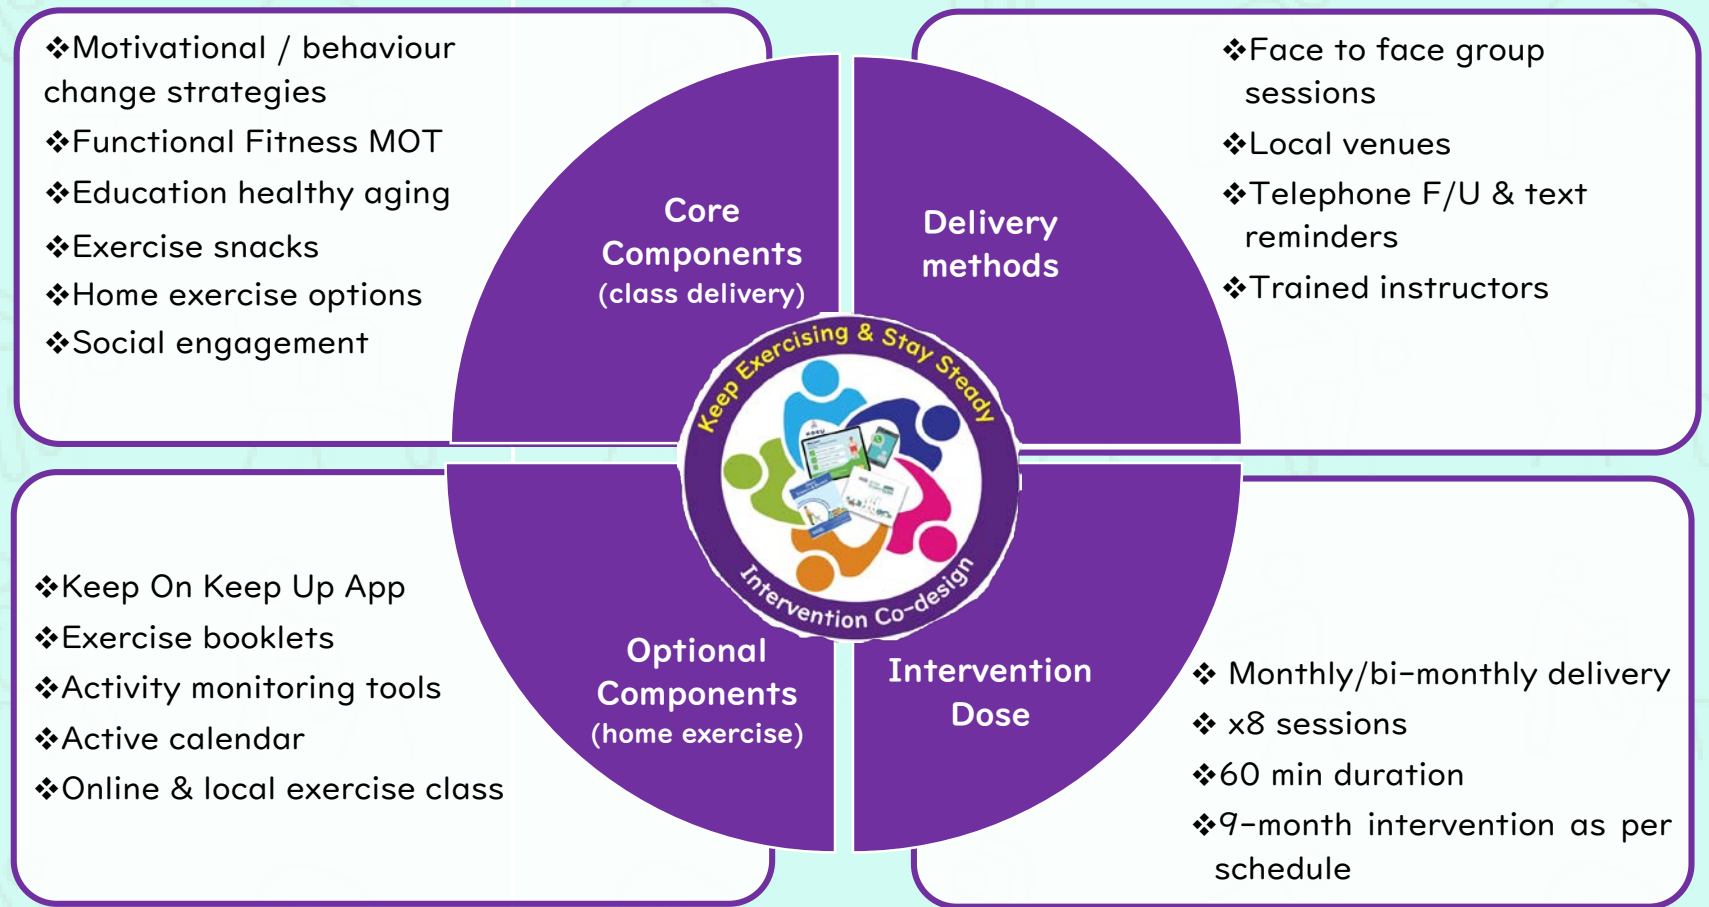 ❖Motivational / behaviour
change strategies
❖Functional Fitness MOT
❖Education healthy aging
❖Exercise snacks
❖Home exercise options
❖Social engagement
Core
Components
(class delivery)
Delivery
methods
❖Face to face group
sessions
❖Local venues
❖Telephone F/U & text
reminders
❖Trained instructors
Keep Exercising & Stay Steady
Intervention Co-design
❖Keep On Keep Up App
❖Exercise booklets
❖Activity monitoring tools
❖Active calendar
❖Online & local exercise class
Optional
Components
(home exercise)
Intervention
Dose
❖ Monthly/bi-monthly delivery
❖ x8 sessions
❖60 min duration
❖9-month intervention as per
schedule